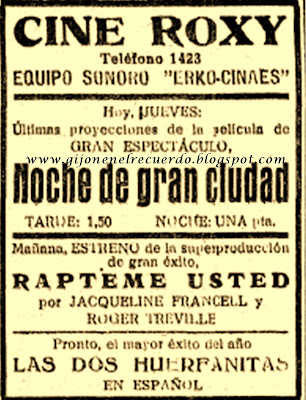 CINE ROXY
Teléfono 1423
EQUIPO SONORO "ERKO-CINAES"
Hoy, JUEVES:
Últimas proyecciones de la película de
GRAN ESPECTÁCULO,
www.gijonenelrecuerdo.blogspot.com
Noche de gran ciudad
TARDE: 1,50 NOCHE: UNA pta.
Mañana, ESTRENO de la superproducción
de gran éxito,
RAPTEME USTED
por JACQUELINE FRANCELL y
ROGER TREVILLE
Pronto, el mayor éxito del año
LAS DOS HUERFANITAS
EN ESPAÑOL